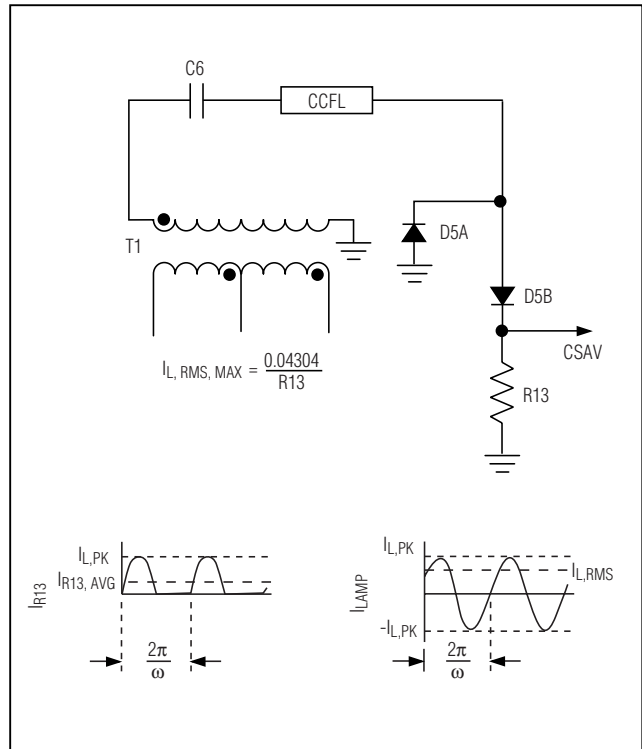 C6
CCFL
D5A
T1
D5B
CSAV
I_L, RMS, MAX = 0.04304 / R13
R13
I_L,PK
I_R13, AVG
I_R13
2π / ω
I_L,PK
I_L,RMS
I_LAMP
-I_L,PK
2π / ω